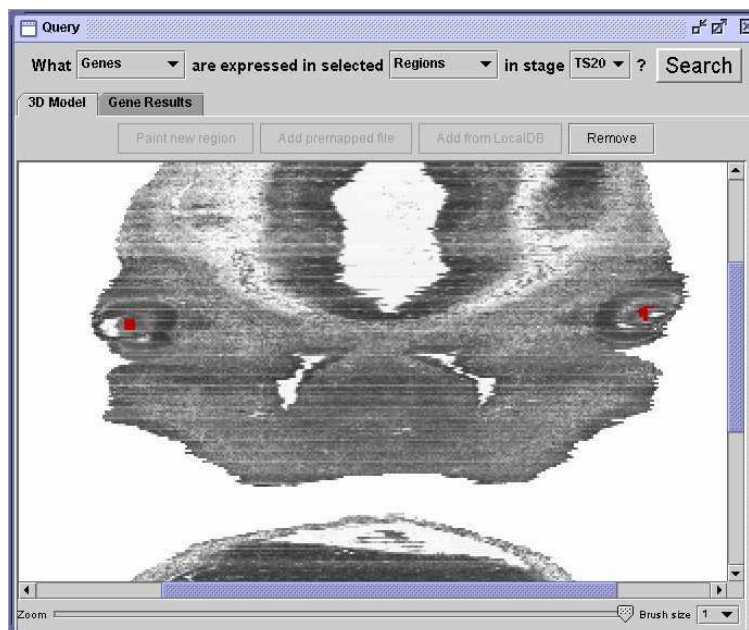 Query
What Genes are expressed in selected Regions in stage TS20 ? Search
3D Model Gene Results
Paint new region Add premapped file Add from LocalDB Remove
Zoom Brush size 1